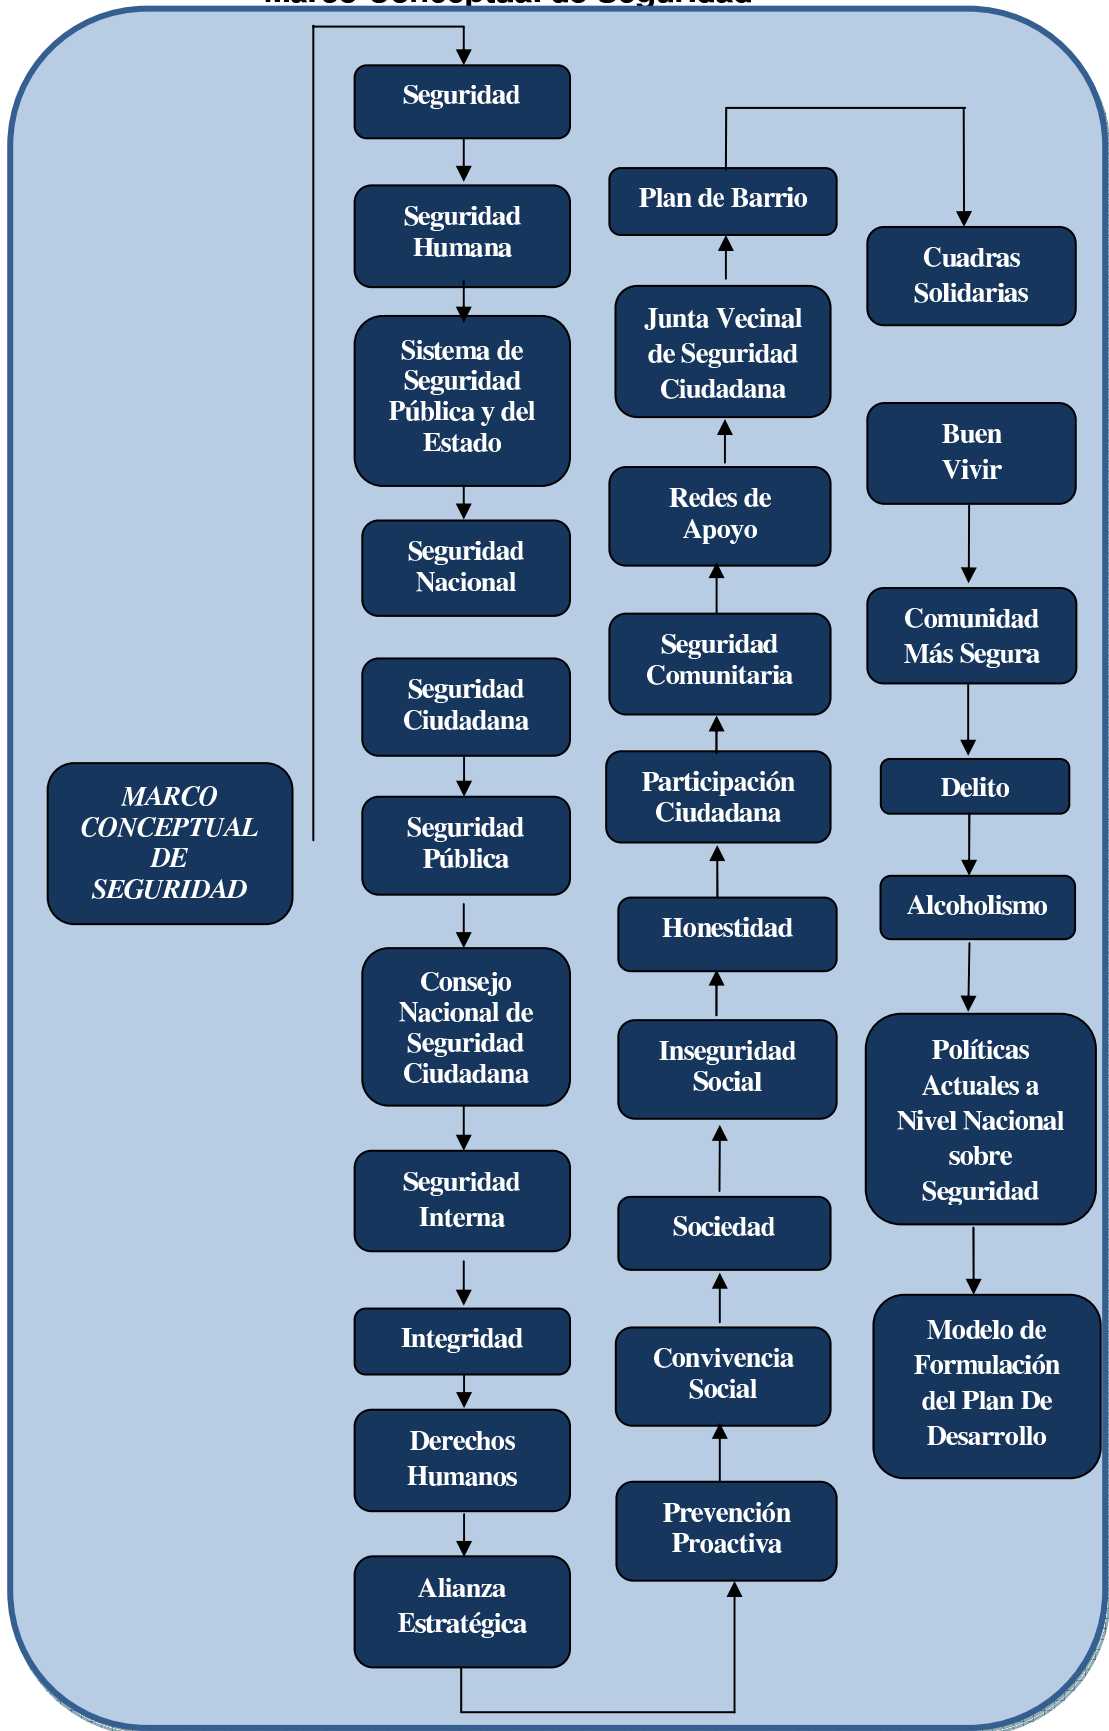 Marco Conceptual de Seguridad
Seguridad
Seguridad
Humana
Sistema de
Seguridad
Pública y del
Estado
Seguridad
Nacional
Seguridad
Ciudadana
MARCO
CONCEPTUAL
DE
SEGURIDAD
Seguridad
Pública
Consejo
Nacional de
Seguridad
Ciudadana
Seguridad
Interna
Integridad
Derechos
Humanos
Alianza
Estratégica
Prevención
Proactiva
Convivencia
Social
Sociedad
Inseguridad
Social
Honestidad
Participación
Ciudadana
Seguridad
Comunitaria
Redes de
Apoyo
Junta Vecinal
de Seguridad
Ciudadana
Plan de Barrio
Cuadras
Solidarias
Buen
Vivir
Comunidad
Más Segura
Delito
Alcoholismo
Políticas
Actuales a
Nivel Nacional
sobre
Seguridad
Modelo de
Formulación
del Plan De
Desarrollo